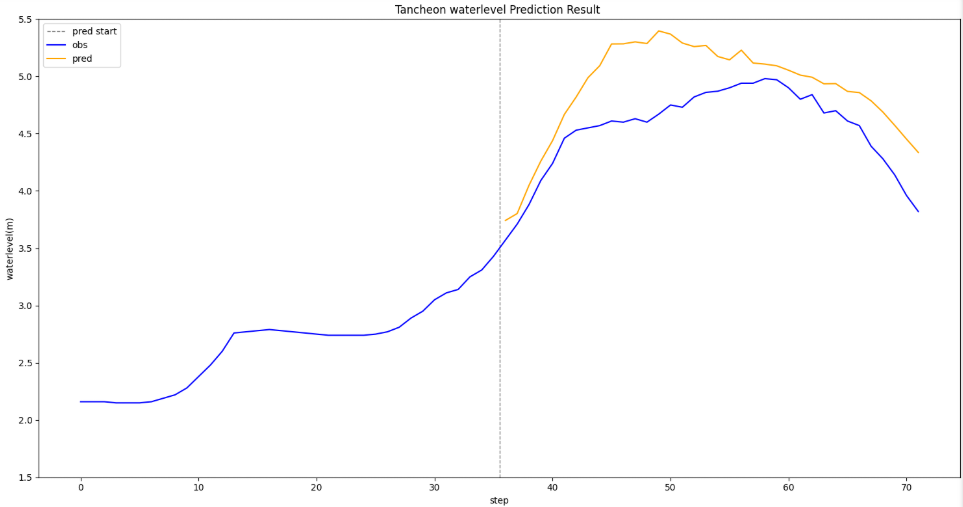 Tancheon waterlevel Prediction Result
pred start
obs
pred
waterlevel(m)
5.5
5.0
4.5
4.0
3.5
3.0
2.5
2.0
1.5
0 10 20 30 40 50 60 70
step